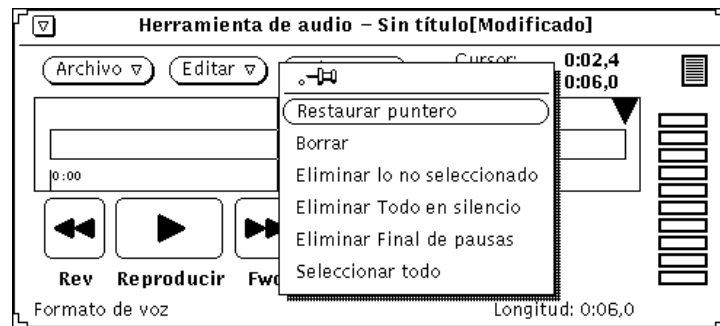 Herramienta de audio – Sin título[Modificado]
Archivo Editar
Cursor: 0:02,4
0:06,0
Restaurar puntero
Borrar
0:00
Eliminar lo no seleccionado
Eliminar Todo en silencio
Eliminar Final de pausas
Seleccionar todo
Rev Reproducir
Formato de voz
Longitud: 0:06,0